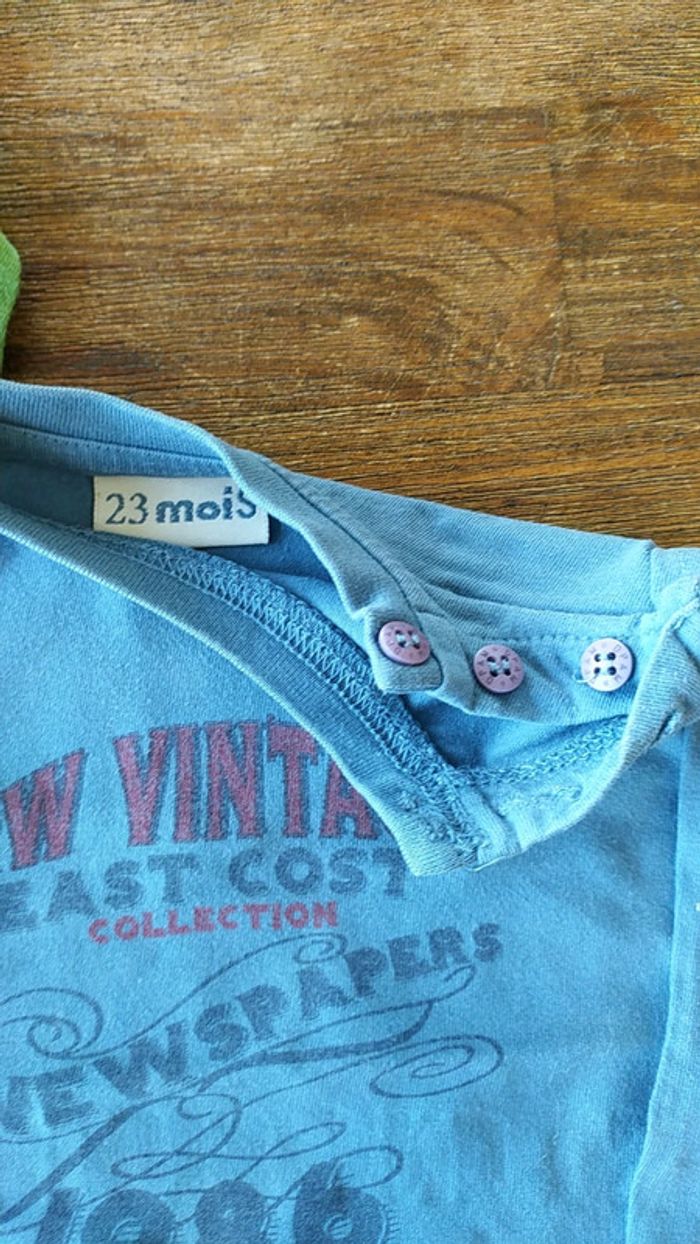 23 moiS
W VINTA
EAST COST
COLLECTION
NEWSPAPERS